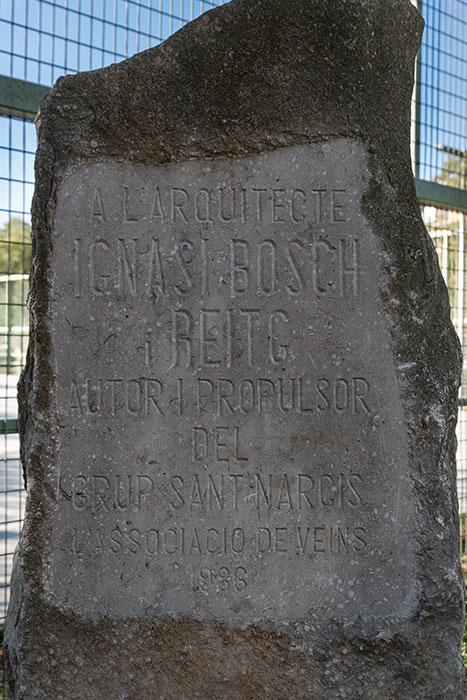 A L'ARQUITECTE
IGNASI BOSCH
i REITG
AUTOR I PROPULSOR
DEL
GRUP SANT NARCIS
L'ASSOCIACIO DE VEINS
1986